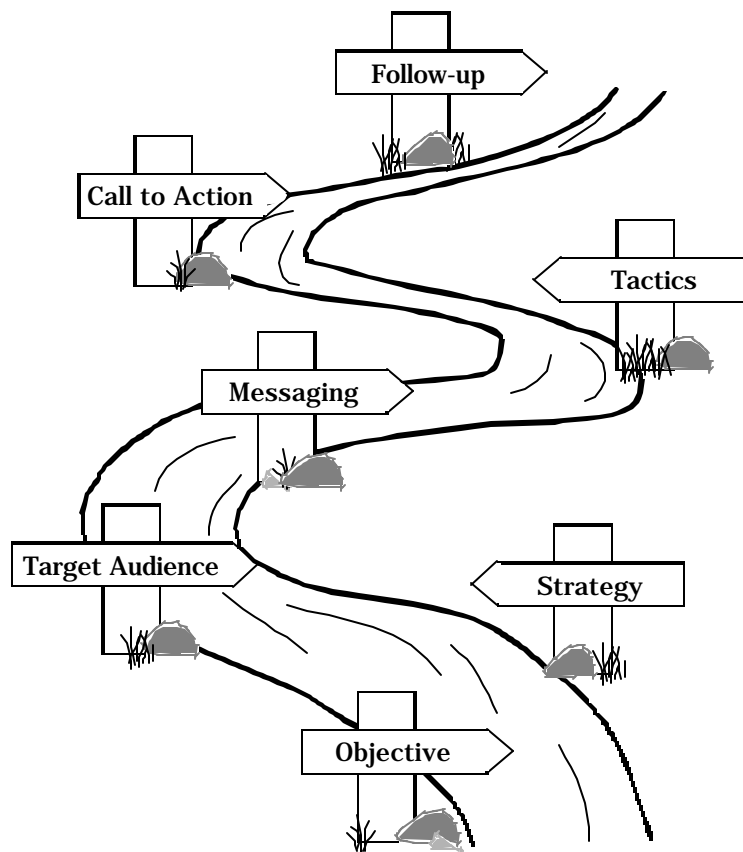 Follow-up
Call to Action
Tactics
Messaging
Target Audience
Strategy
Objective